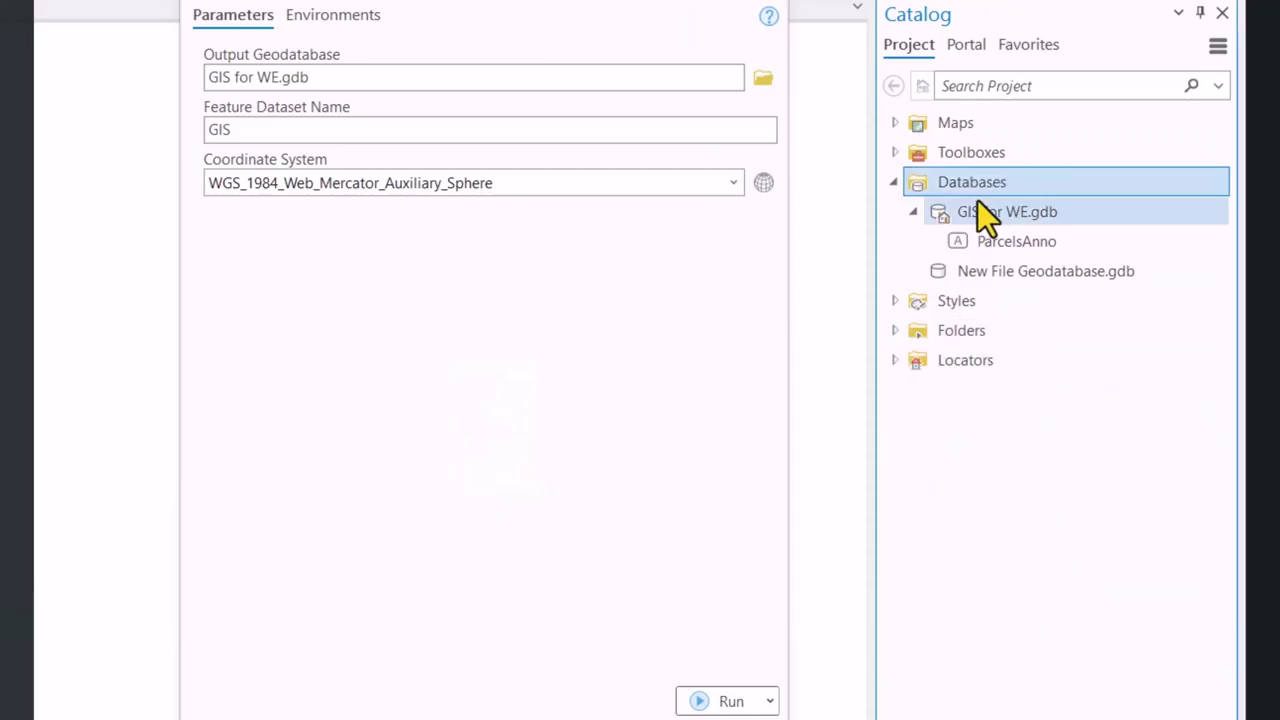 Parameters Environments
Output Geodatabase
GIS for WE.gdb
Feature Dataset Name
GIS
Coordinate System
WGS_1984_Web_Mercator_Auxiliary_Sphere
Run
Catalog
Project Portal Favorites
Search Project
Maps
Toolboxes
Databases
GIS for WE.gdb
A ParcelsAnno
New File Geodatabase.gdb
Styles
Folders
Locators